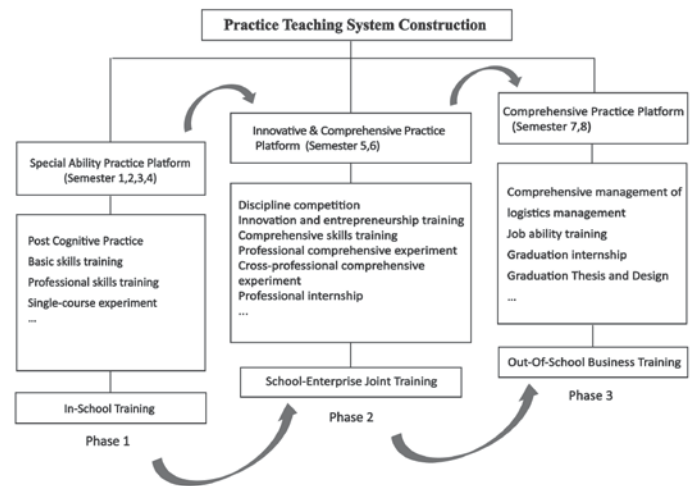 Practice Teaching System Construction
Special Ability Practice Platform
(Semester 1,2,3,4)
Post Cognitive Practice
Basic skills training
Professional skills training
Single-course experiment
...
In-School Training
Phase 1
Innovative & Comprehensive Practice
Platform (Semester 5,6)
Discipline competition
Innovation and entrepreneurship training
Comprehensive skills training
Professional comprehensive experiment
Cross-professional comprehensive
experiment
Professional internship
...
School-Enterprise Joint Training
Phase 2
Comprehensive Practice Platform
(Semester 7,8)
Comprehensive management of
logistics management
Job ability training
Graduation internship
Graduation Thesis and Design
...
Out-Of-School Business Training
Phase 3